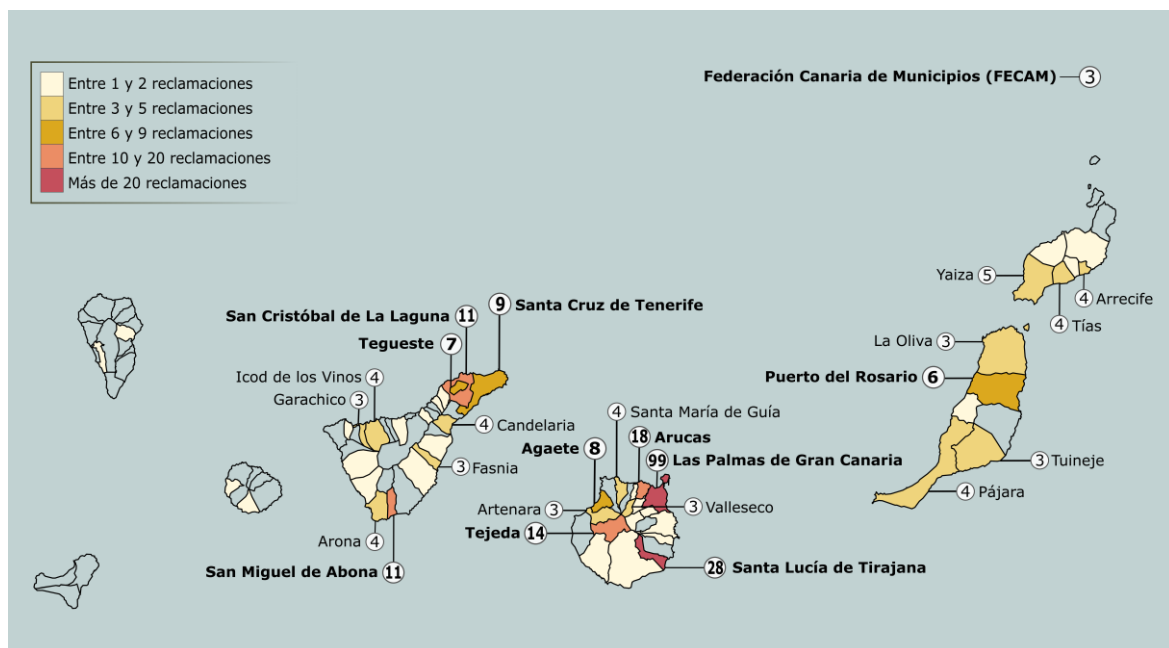 Federación Canaria de Municipios (FECAM) 3
Entre 1 y 2 reclamaciones
Entre 3 y 5 reclamaciones
Entre 6 y 9 reclamaciones
Entre 10 y 20 reclamaciones
Más de 20 reclamaciones
Yaiza 5
4 Arrecife
4 Tías
La Oliva 3
Puerto del Rosario 6
3 Tuineje
4 Pájara
9 Santa Cruz de Tenerife
San Cristóbal de La Laguna 11
Tegueste 7
Icod de los Vinos 4
Garachico 3
4 Candelaria
3 Fasnia
Arona 4
San Miguel de Abona 11
4 Santa María de Guía
18 Arucas
Agaete 8
99 Las Palmas de Gran Canaria
Artenara 3
3 Valleseco
Tejeda 14
28 Santa Lucía de Tirajana